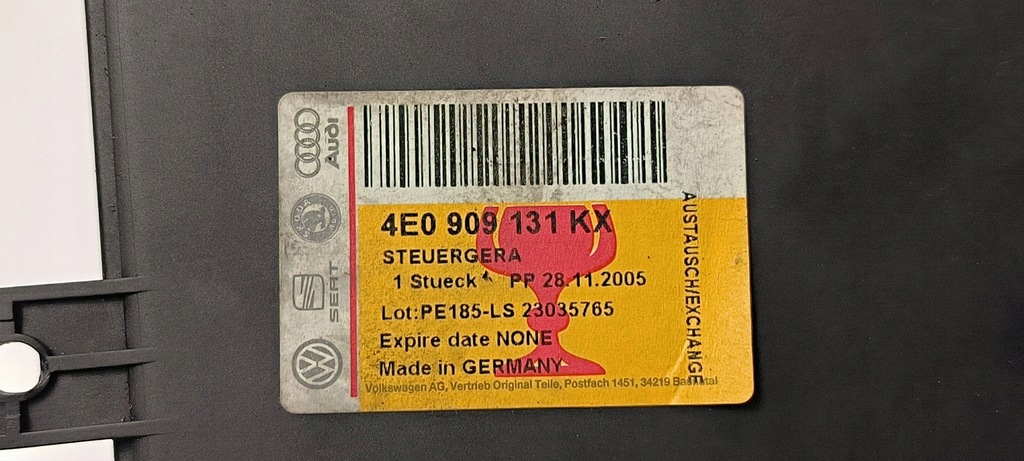 Audi
SKODA
SEAT
4E0 909 131 KX
STEUERGERA
1 Stueck PP 28.11.2005
Lot:PE185-LS 23035765
Expire date NONE
Made in GERMANY
Volkswagen AG, Vertrieb Original Teile, Postfach 1451, 34219 Baunatal
AUSTAUSCH/EXCHANGE